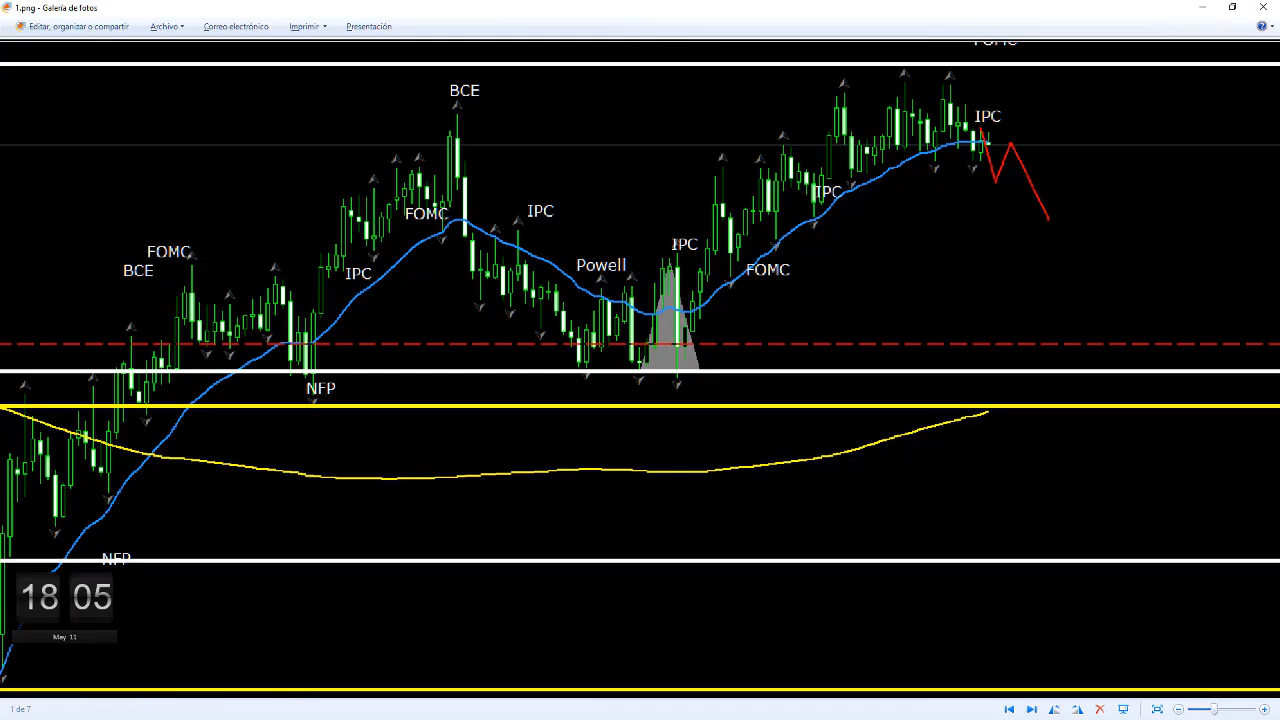 1.png - Galería de fotos
Editar, organizar o compartir Archivo Correo electrónico Imprimir Presentación
FOMC
BCE
IPC
FOMC
IPC
IPC
FOMC
BCE
IPC
Powell
IPC
FOMC
NFP
NFP
18 05
May 11
1 de 7